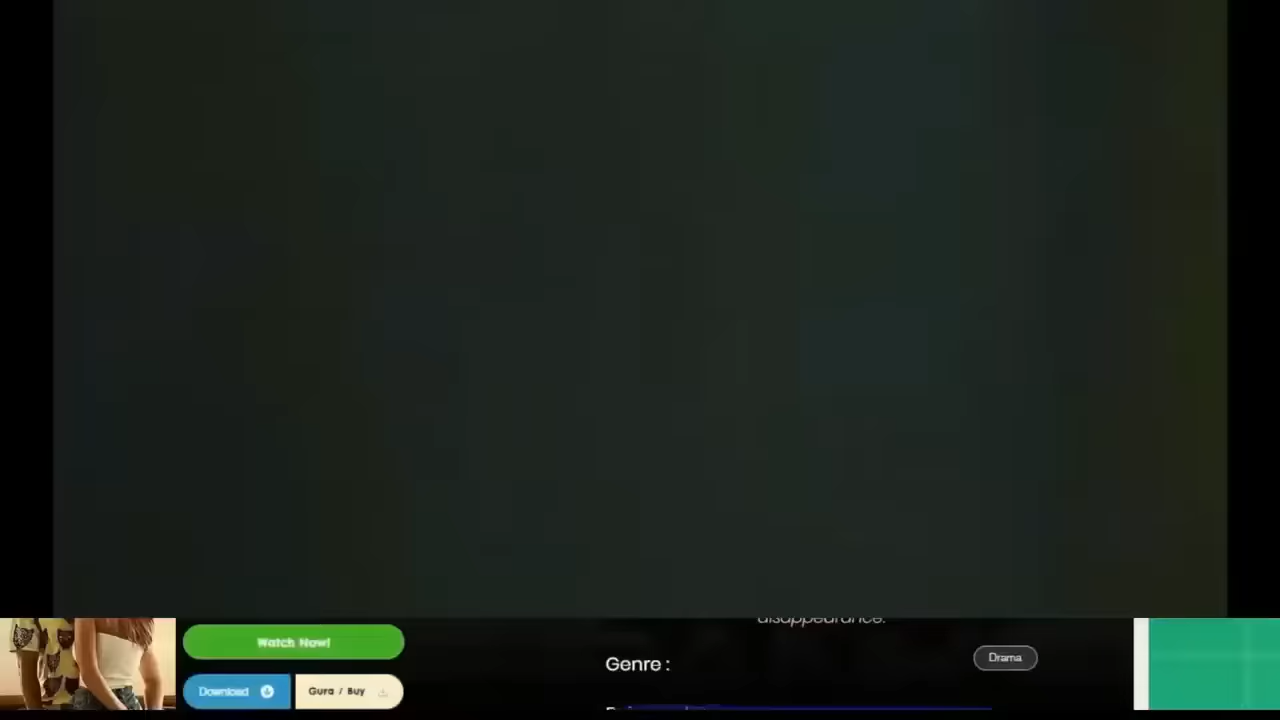 disappearance.
Watch Now!
Genre :
Drama
Download
Gura / Buy